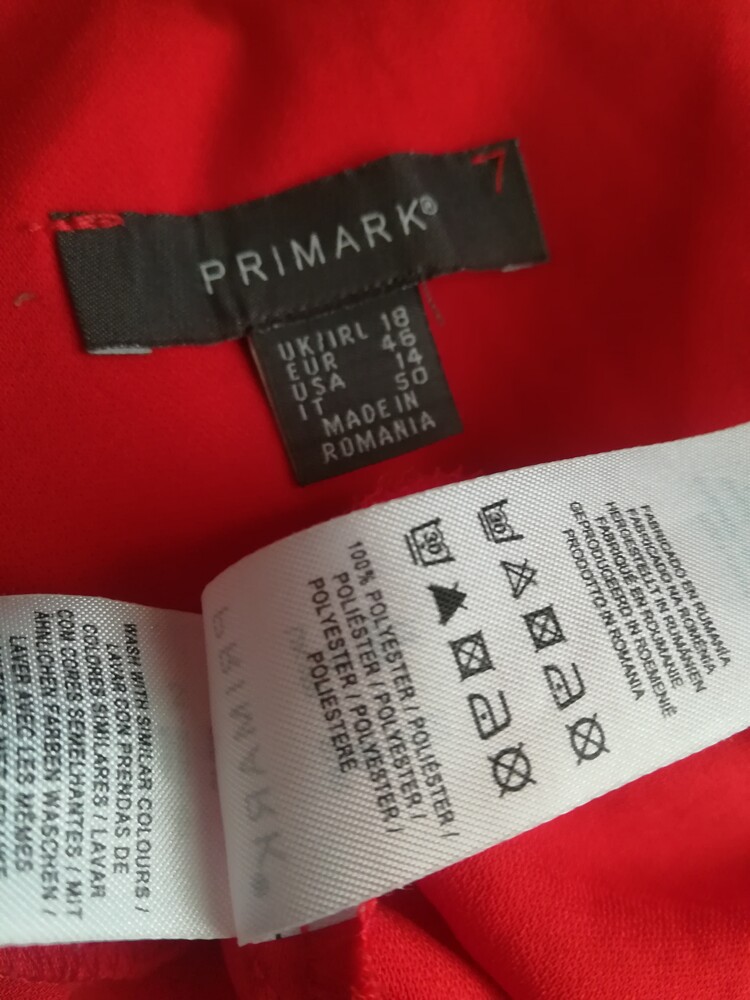 PRIMARK®
UK/IRL 18
EUR 46
USA 14
IT 50
MADE IN
ROMANIA
FABRICADO EN RUMANIA
FABRICADO NA ROMÉNIA
HERGESTELLT IN RUMÄNIEN
FABRIQUÉ EN ROUMANIE
GEPRODUCEERD IN ROEMENIË
PRODOTTO IN ROMANIA
30
30
100% POLYESTER / POLIÉSTER /
POLIÉSTER / POLYESTER /
POLYESTER / POLYESTER /
POLIESTERE
PRIMARK®
WASH WITH SIMILAR COLOURS /
LAVAR CON PRENDAS DE
COLORES SIMILARES / LAVAR
COM CORES SEMELHANTES / MIT
ÄHNLICHEN FARBEN WASCHEN /
LAVER AVEC LES MÊMES